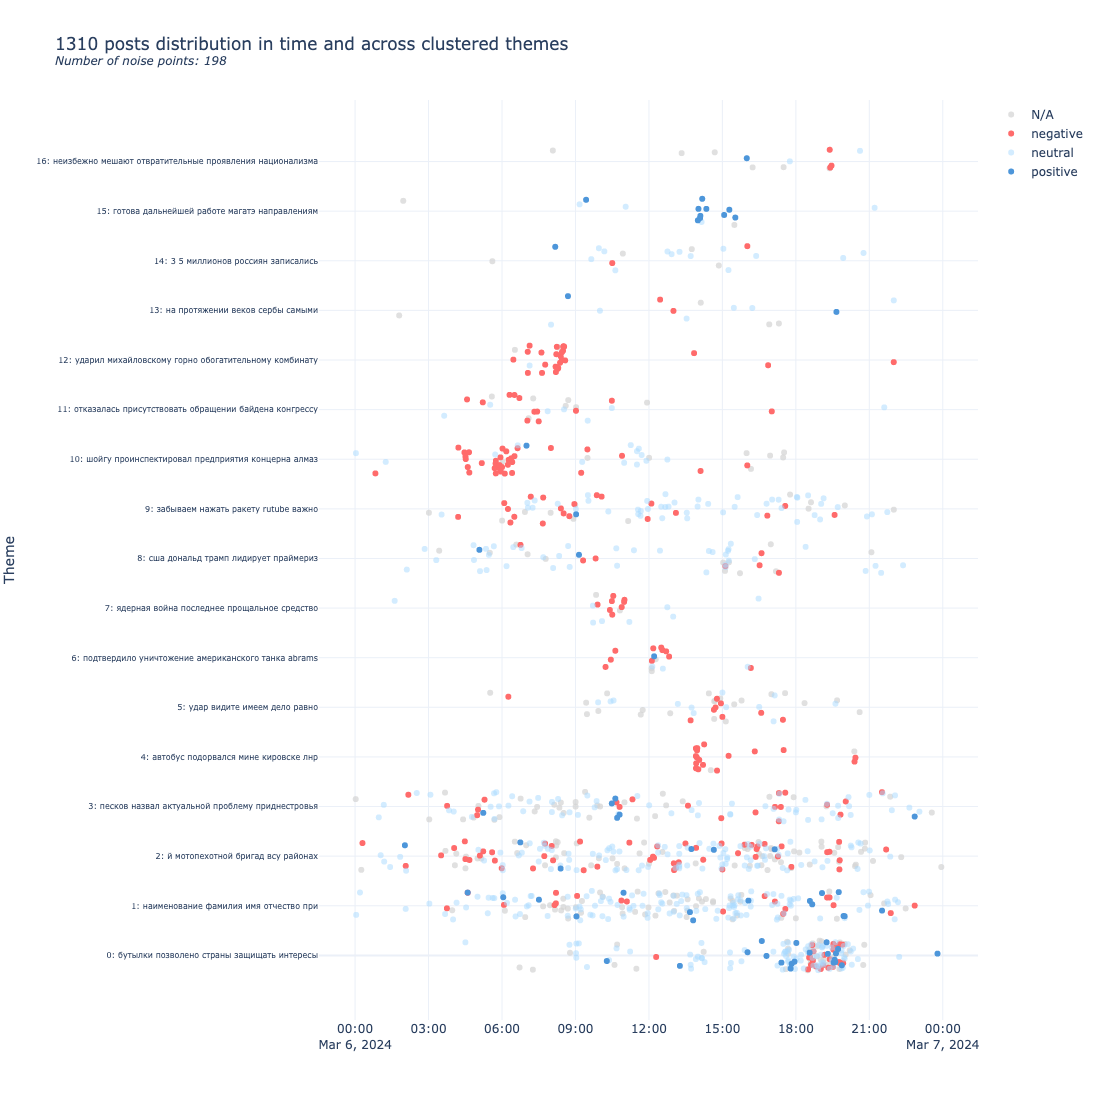 1310 posts distribution in time and across clustered themes
Number of noise points: 198
N/A
negative
neutral
positive
Theme
16: неизбежно мешают отвратительные проявления национализма
15: готова дальнейшей работе магатэ направлениям
14: 3 5 миллионов россиян записались
13: на протяжении веков сербы самыми
12: ударил михайловскому горно обогатительному комбинату
11: отказалась присутствовать обращении байдена конгрессу
10: шойгу проинспектировал предприятия концерна алмаз
9: забываем нажать ракету rutube важно
8: сша дональд трамп лидирует праймериз
7: ядерная война последнее прощальное средство
6: подтвердило уничтожение американского танка abrams
5: удар видите имеем дело равно
4: автобус подорвался мине кировске лнр
3: песков назвал актуальной проблему приднестровья
2: й мотопехотной бригад всу районах
1: наименование фамилия имя отчество при
0: бутылки позволено страны защищать интересы
00:00 03:00 06:00 09:00 12:00 15:00 18:00 21:00 00:00
Mar 6, 2024 Mar 7, 2024